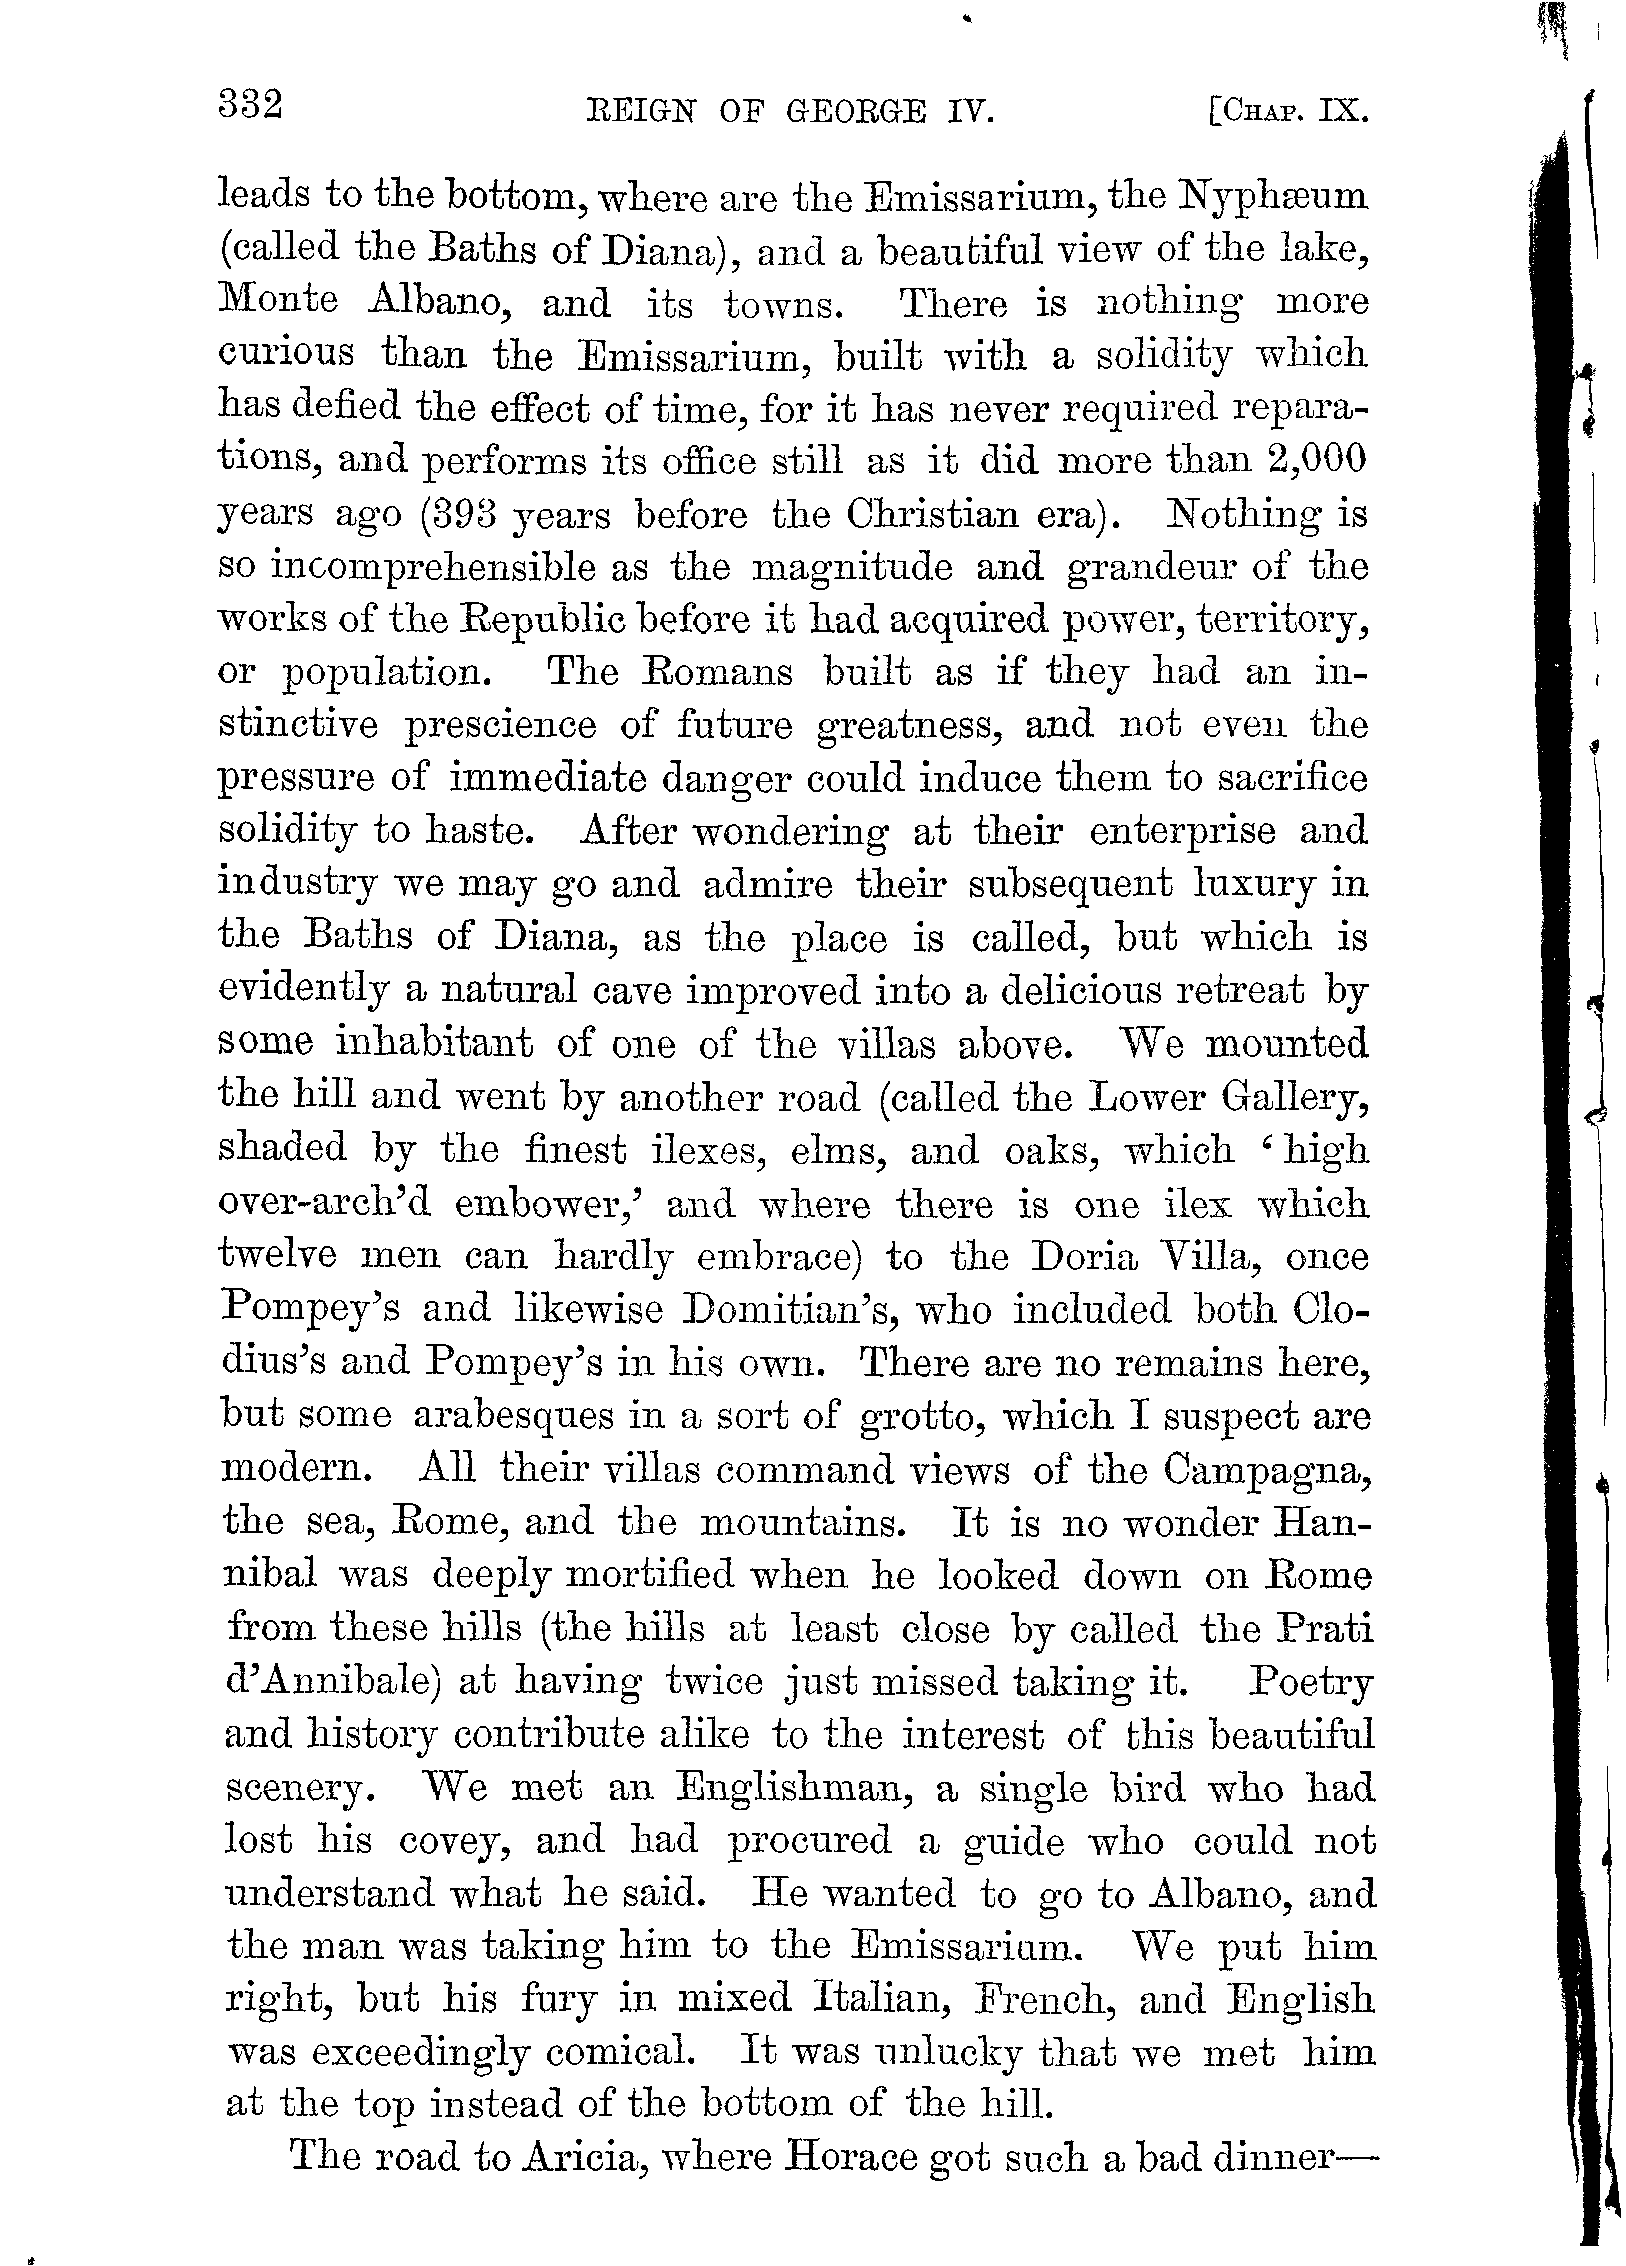 332 REIGN OF GEORGE IV. [CHAP. IX.
leads to the bottom, where are the Emissarium, the Nyphæum
(called the Baths of Diana), and a beautiful view of the lake,
Monte Albano, and its towns. There is nothing more
curious than the Emissarium, built with a solidity which
has defied the effect of time, for it has never required repara-
tions, and performs its office still as it did more than 2,000
years ago (393 years before the Christian era). Nothing is
so incomprehensible as the magnitude and grandeur of the
works of the Republic before it had acquired power, territory,
or population. The Romans built as if they had an in-
stinctive prescience of future greatness, and not even the
pressure of immediate danger could induce them to sacrifice
solidity to haste. After wondering at their enterprise and
industry we may go and admire their subsequent luxury in
the Baths of Diana, as the place is called, but which is
evidently a natural cave improved into a delicious retreat by
some inhabitant of one of the villas above. We mounted
the hill and went by another road (called the Lower Gallery,
shaded by the finest ilexes, elms, and oaks, which ‘high
over-arch’d embower,’ and where there is one ilex which
twelve men can hardly embrace) to the Doria Villa, once
Pompey’s and likewise Domitian’s, who included both Clo-
dius’s and Pompey’s in his own. There are no remains here,
but some arabesques in a sort of grotto, which I suspect are
modern. All their villas command views of the Campagna,
the sea, Rome, and the mountains. It is no wonder Han-
nibal was deeply mortified when he looked down on Rome
from these hills (the hills at least close by called the Prati
d’Annibale) at having twice just missed taking it. Poetry
and history contribute alike to the interest of this beautiful
scenery. We met an Englishman, a single bird who had
lost his covey, and had procured a guide who could not
understand what he said. He wanted to go to Albano, and
the man was taking him to the Emissarium. We put him
right, but his fury in mixed Italian, French, and English
was exceedingly comical. It was unlucky that we met him
at the top instead of the bottom of the hill.
The road to Aricia, where Horace got such a bad dinner—